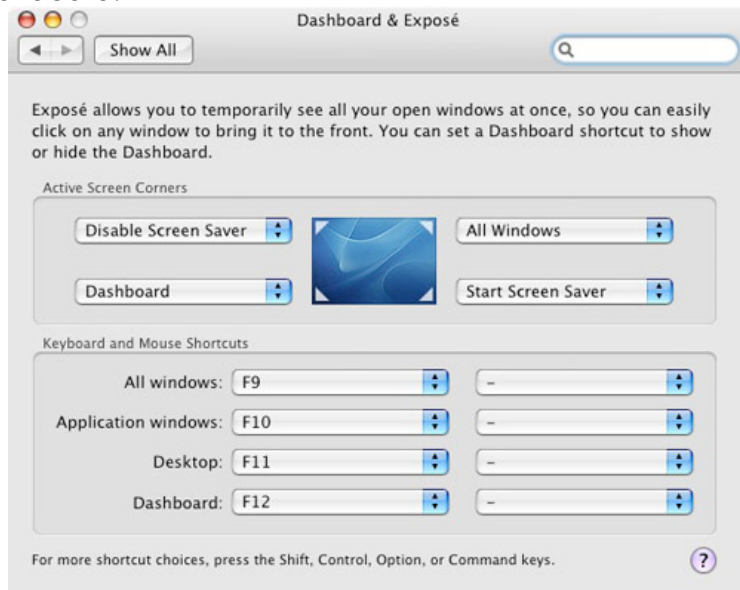 Dashboard & Exposé
Show All
Exposé allows you to temporarily see all your open windows at once, so you can easily
click on any window to bring it to the front. You can set a Dashboard shortcut to show
or hide the Dashboard.
Active Screen Corners
Disable Screen Saver All Windows
Dashboard Start Screen Saver
Keyboard and Mouse Shortcuts
All windows: F9 –
Application windows: F10 –
Desktop: F11 –
Dashboard: F12 –
For more shortcut choices, press the Shift, Control, Option, or Command keys. ?